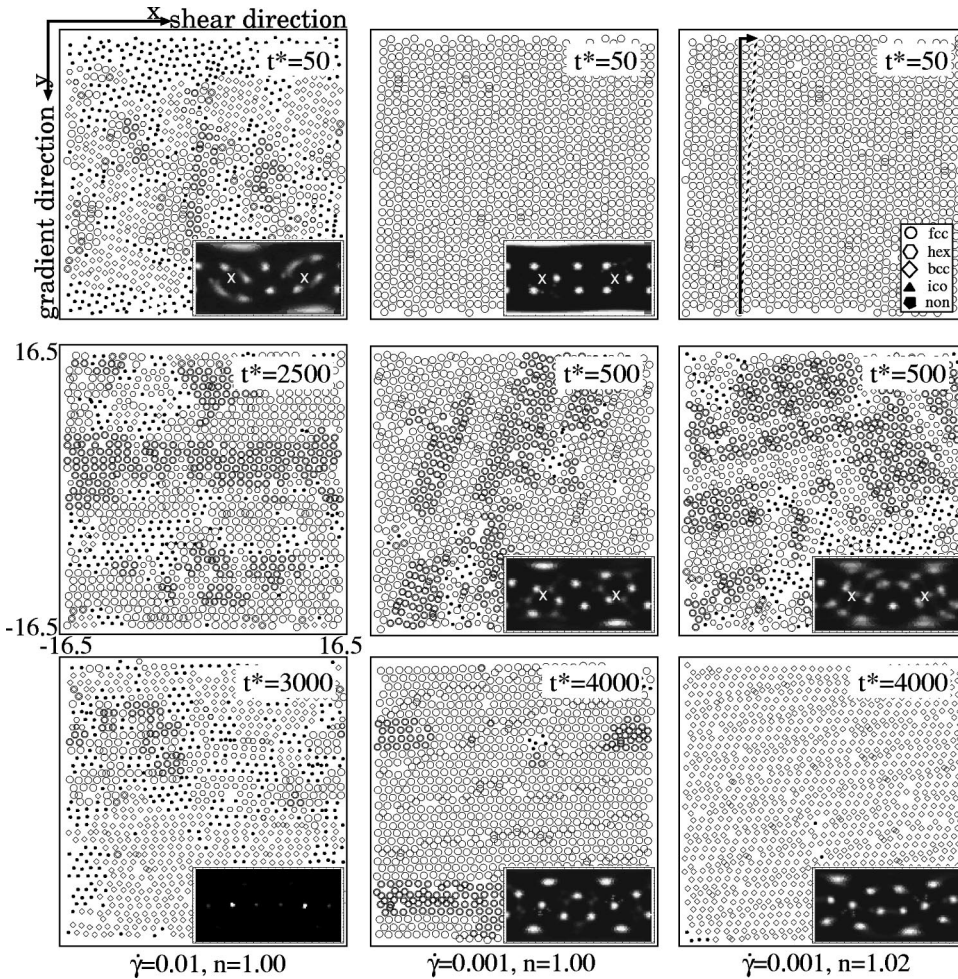 x shear direction
y
gradient direction
t*=50
t*=50
t*=50
x
x
x
x
fcc
hex
bcc
ico
non
16.5
t*=2500
t*=500
t*=500
x
x
x
x
-16.5
-16.5
16.5
t*=3000
t*=4000
t*=4000
γ̇=0.01, n=1.00
γ̇=0.001, n=1.00
γ̇=0.001, n=1.02